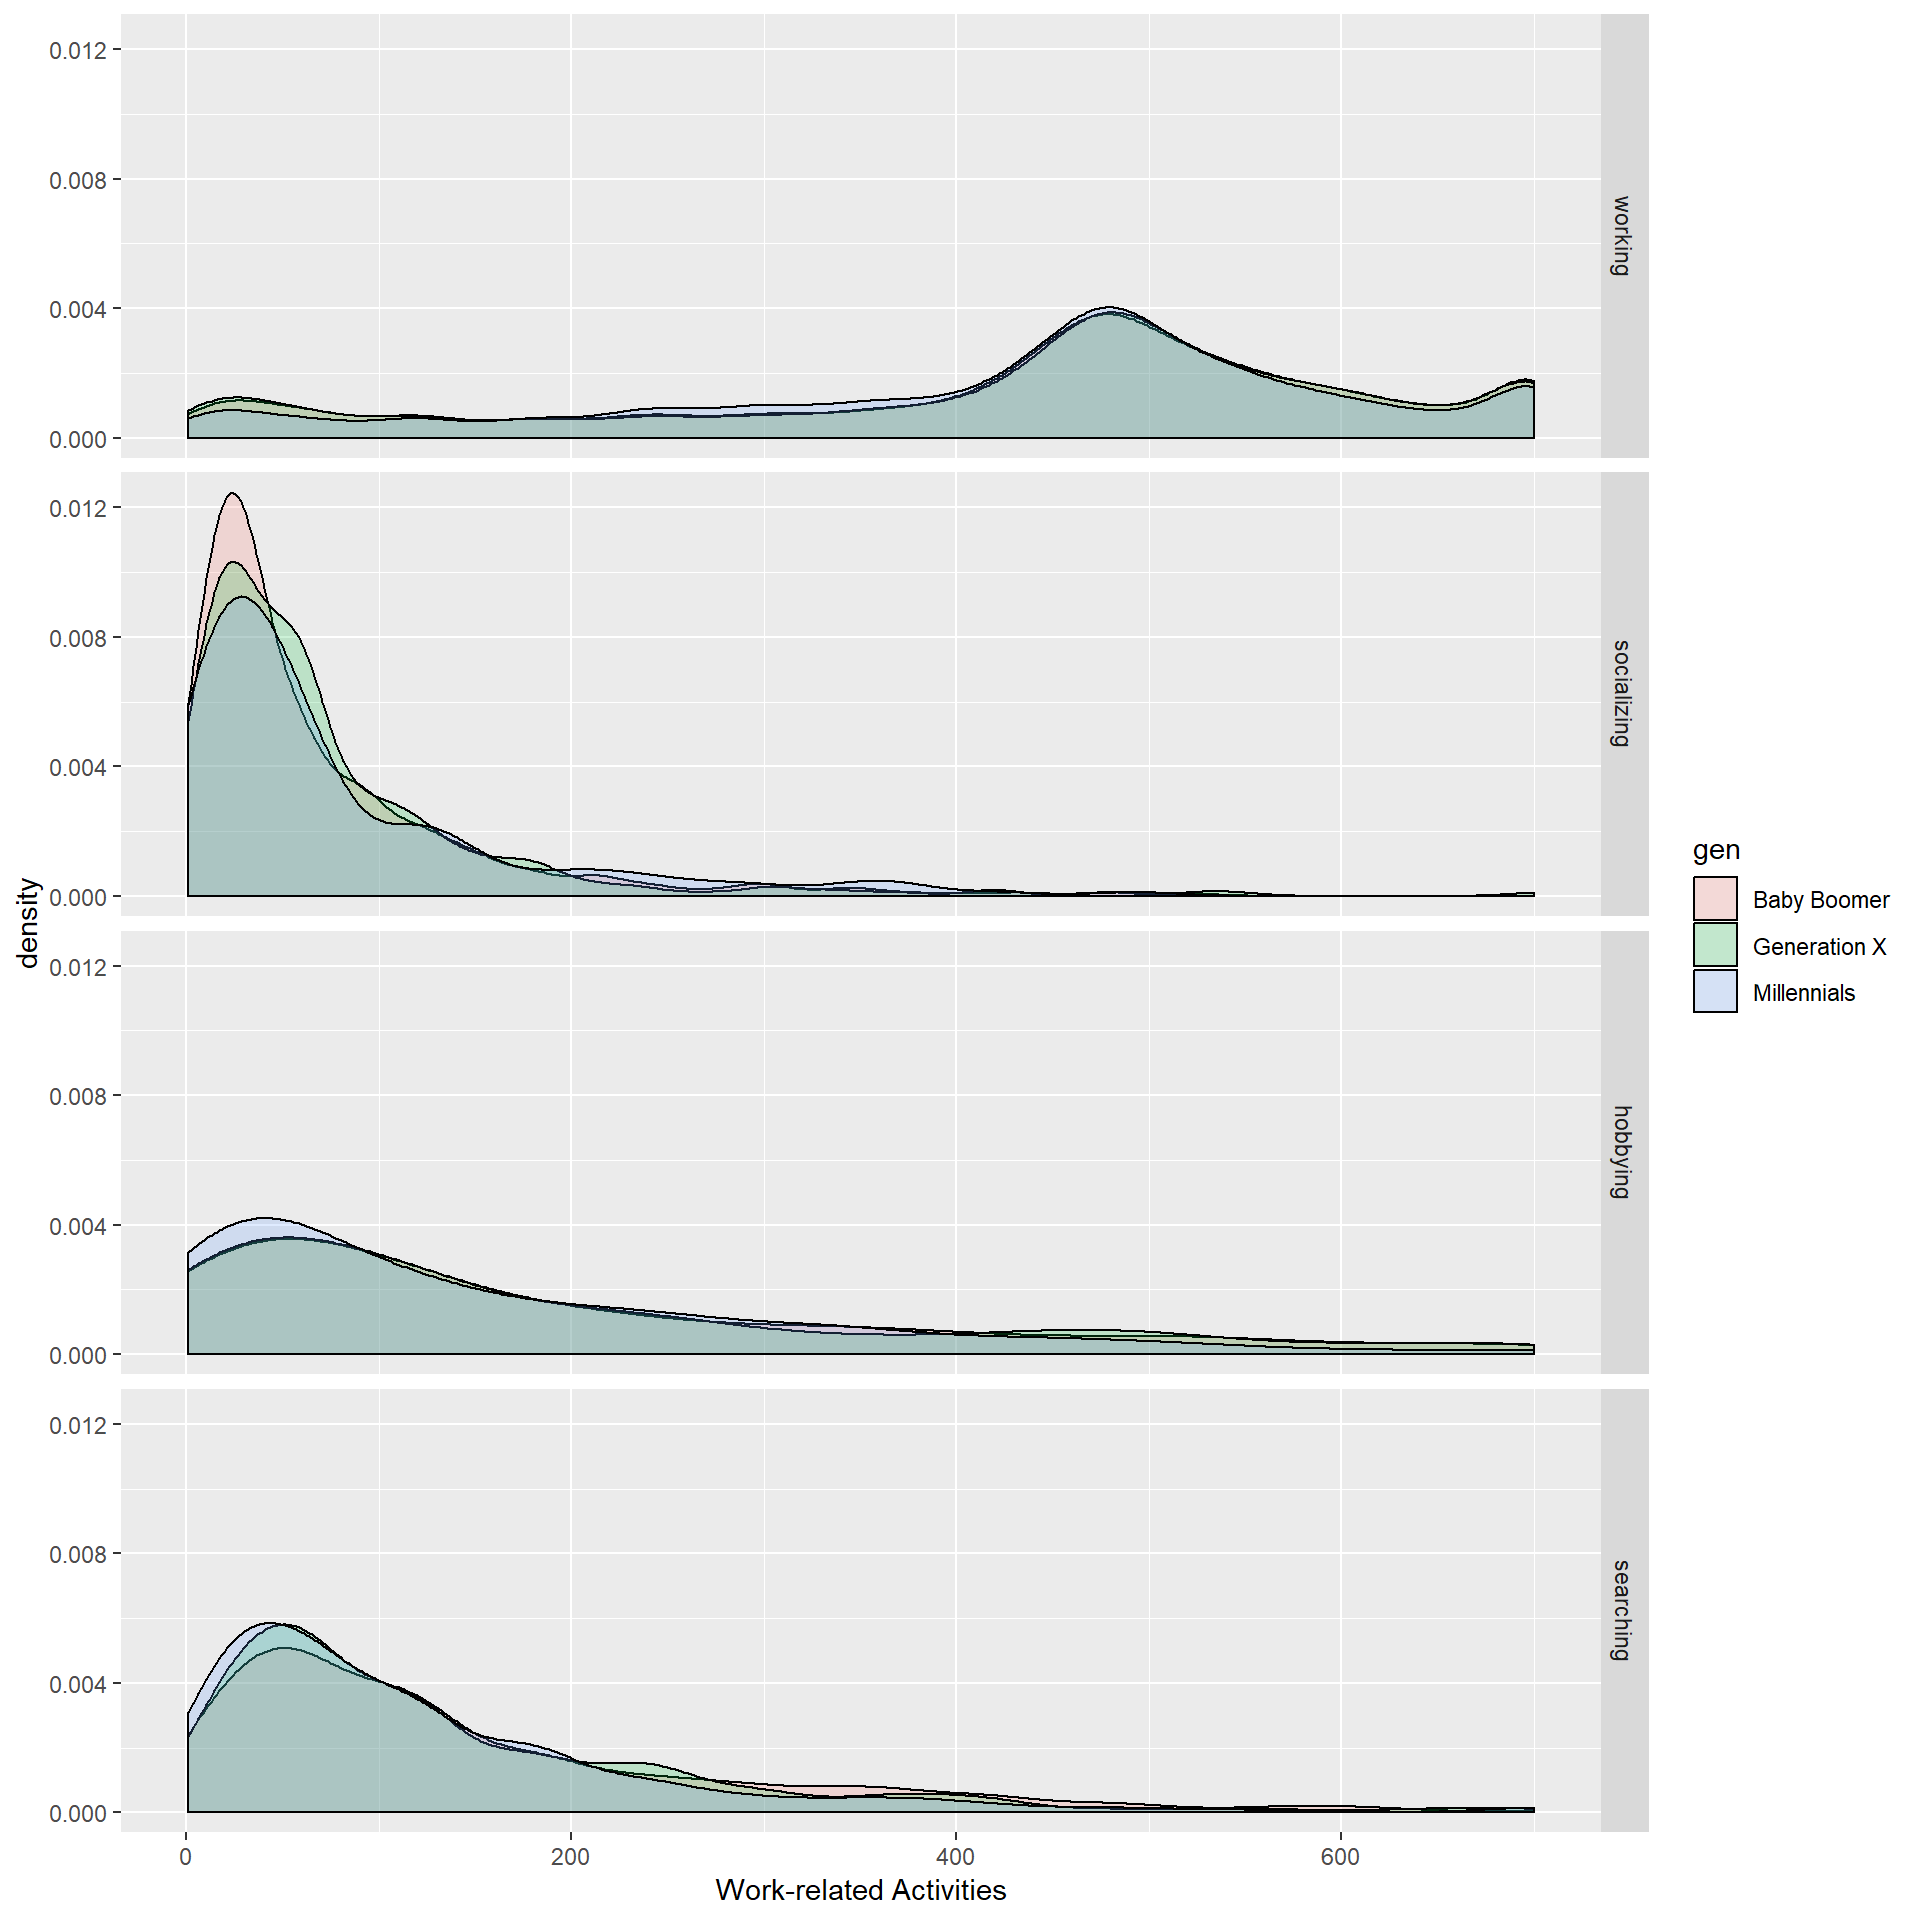 0.012
0.008
0.004
0.000
working
0.012
0.008
0.004
0.000
socializing
0.012
0.008
0.004
0.000
hobbying
0.012
0.008
0.004
0.000
searching
0
200
400
600
Work-related Activities
density
gen
Baby Boomer
Generation X
Millennials